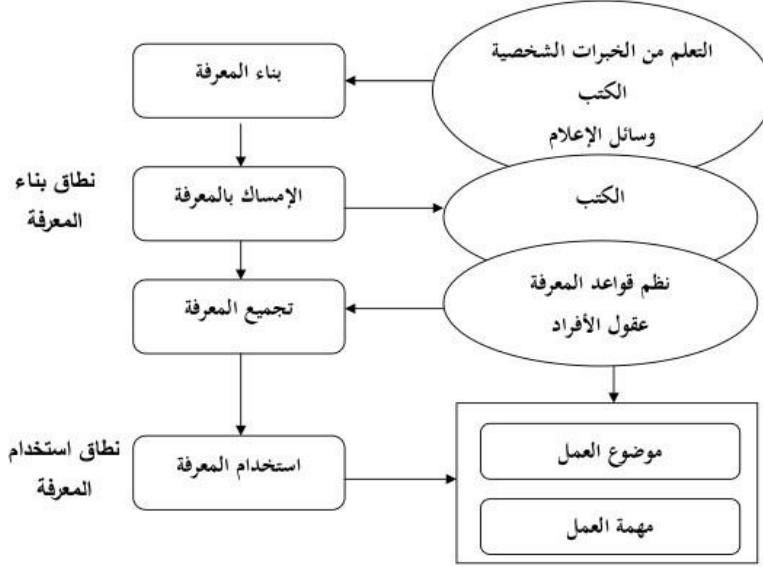 التعلم من الخبرات الشخصية
الكتب
وسائل الإعلام
بناء المعرفة
نطاق بناء
المعرفة
الإمساك بالمعرفة
الكتب
تجميع المعرفة
نظم قواعد المعرفة
عقول الأفراد
نطاق استخدام
المعرفة
استخدام المعرفة
موضوع العمل
مهمة العمل